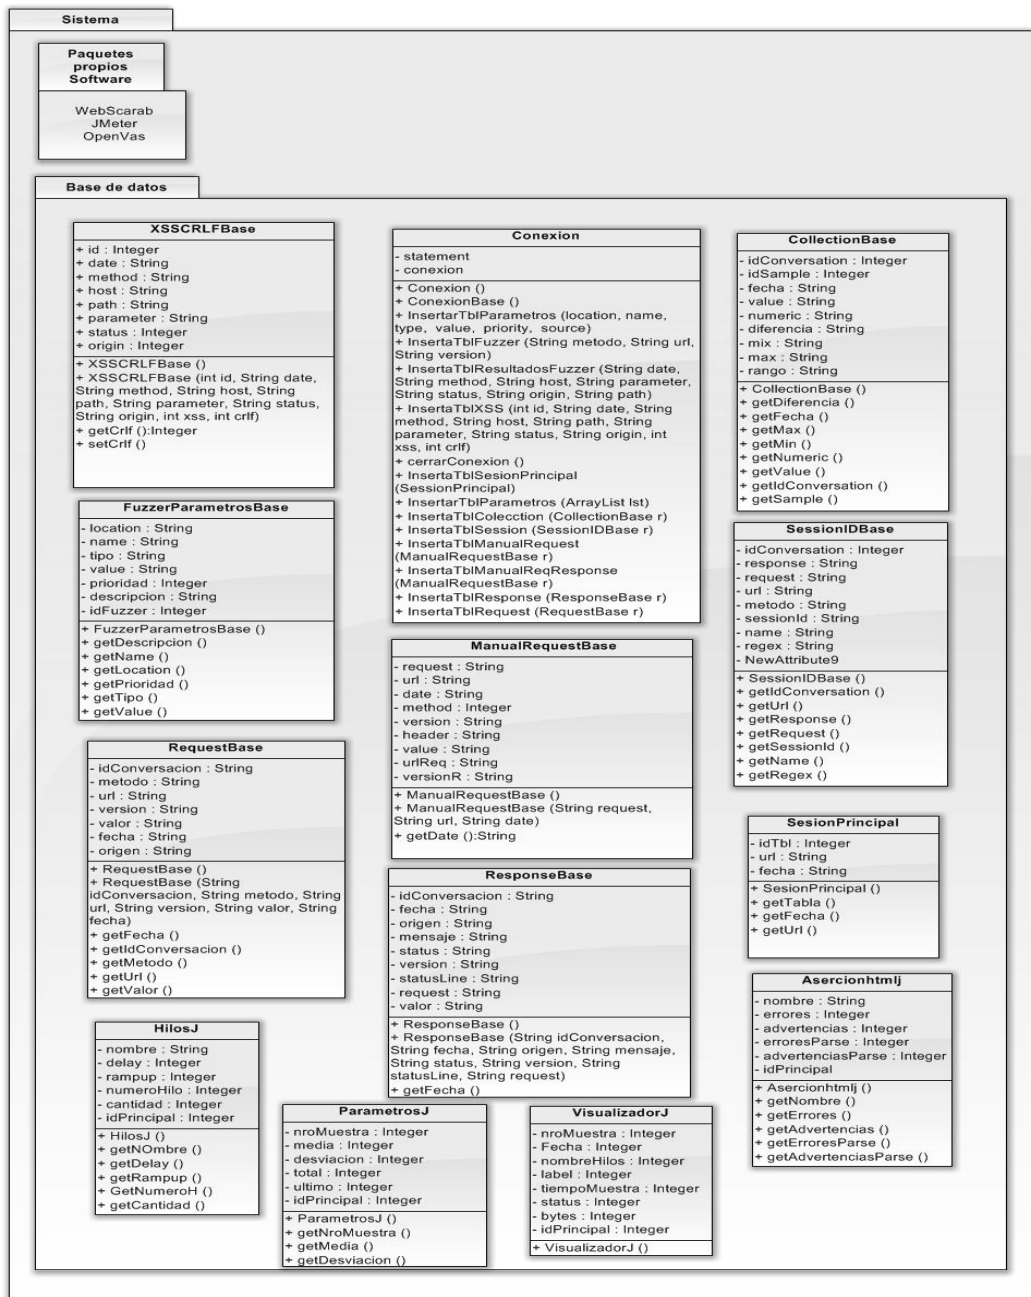 Sistema
Paquetes
propios
Software
WebScarab
JMeter
OpenVas
Base de datos
XSSCRLFBase
+ id : Integer
+ date : String
+ method : String
+ host : String
+ path : String
+ parameter : String
+ status : Integer
+ origin : Integer
+ XSSCRLFBase ()
+ XSSCRLFBase (int id, String date,
String method, String host, String
path, String parameter, String status,
String origin, int xss, int crlf)
+ getCrlf ():Integer
+ setCrlf ()
FuzzerParametrosBase
- location : String
- name : String
- tipo : String
- value : String
- prioridad : Integer
- descripcion : String
- idFuzzer : Integer
+ FuzzerParametrosBase ()
+ getDescripcion ()
+ getName ()
+ getLocation ()
+ getPrioridad ()
+ getTipo ()
+ getValue ()
RequestBase
- idConversacion : String
- metodo : String
- url : String
- version : String
- valor : String
- fecha : String
- origen : String
+ RequestBase ()
+ RequestBase (String
idConversacion, String metodo, String
url, String version, String valor, String
fecha)
+ getFecha ()
+ getIdConversacion ()
+ getMetodo ()
+ getUrl ()
+ getValor ()
HilosJ
- nombre : String
- delay : Integer
- rampup : Integer
- numeroHilo : Integer
- cantidad : Integer
- idPrincipal : Integer
+ HilosJ ()
+ getNOmbre ()
+ getDelay ()
+ getRampup ()
+ GetNumeroH ()
+ getCantidad ()
Conexion
- statement
- conexion
+ Conexion ()
+ ConexionBase ()
+ InsertarTblParametros (location, name,
type, value, priority, source)
+ InsertaTblFuzzer (String metodo, String url,
String version)
+ InsertaTblResultadosFuzzer (String date,
String method, String host, String parameter,
String status, String origin, String path)
+ InsertaTblXSS (int id, String date, String
method, String host, String path, String
parameter, String status, String origin, int
xss, int crlf)
+ cerrarConexion ()
+ InsertaTblSesionPrincipal
(SessionPrincipal)
+ InsertarTblParametros (ArrayList lst)
+ InsertaTblColecction (CollectionBase r)
+ InsertaTblSession (SessionIDBase r)
+ InsertaTblManualRequest
(ManualRequestBase r)
+ InsertaTblManualReqResponse
(ManualRequestBase r)
+ InsertaTblResponse (ResponseBase r)
+ InsertaTblRequest (RequestBase r)
ManualRequestBase
- request : String
- url : String
- date : String
- method : Integer
- version : String
- header : String
- value : String
- urlReq : String
- versionR : String
+ ManualRequestBase ()
+ ManualRequestBase (String request,
String url, String date)
+ getDate ():String
ResponseBase
- idConversacion : String
- fecha : String
- origen : String
- mensaje : String
- status : String
- version : String
- statusLine : String
- request : String
- valor : String
+ ResponseBase ()
+ ResponseBase (String idConversacion,
String fecha, String origen, String mensaje,
String status, String version, String
statusLine, String request)
+ getFecha ()
ParametrosJ
- nroMuestra : Integer
- media : Integer
- desviacion : Integer
- total : Integer
- ultimo : Integer
- idPrincipal : Integer
+ ParametrosJ ()
+ getNroMuestra ()
+ getMedia ()
+ getDesviacion ()
VisualizadorJ
- nroMuestra : Integer
- Fecha : Integer
- nombreHilos : Integer
- label : Integer
- tiempoMuestra : Integer
- status : Integer
- bytes : Integer
- idPrincipal : Integer
+ VisualizadorJ ()
CollectionBase
- idConversation : Integer
- idSample : Integer
- fecha : String
- value : String
- numeric : String
- diferencia : String
- mix : String
- max : String
- rango : String
+ CollectionBase ()
+ getDiferencia ()
+ getFecha ()
+ getMax ()
+ getMin ()
+ getNumeric ()
+ getValue ()
+ getIdConversation ()
+ getSample ()
SessionIDBase
- idConversation : Integer
- response : String
- request : String
- url : String
- metodo : String
- sessionId : String
- name : String
- regex : String
- NewAttribute9
+ SessionIDBase ()
+ getIdConversation ()
+ getUrl ()
+ getResponse ()
+ getRequest ()
+ getSessionId ()
+ getName ()
+ getRegex ()
SesionPrincipal
- idTbl : Integer
- url : String
- fecha : String
+ SesionPrincipal ()
+ getTabla ()
+ getFecha ()
+ getUrl ()
Asercionhtmlj
- nombre : String
- errores : Integer
- advertencias : Integer
- erroresParse : Integer
- advertenciasParse : Integer
- idPrincipal
+ Asercionhtmlj ()
+ getNombre ()
+ getErrores ()
+ getAdvertencias ()
+ getErroresParse ()
+ getAdvertenciasParse ()